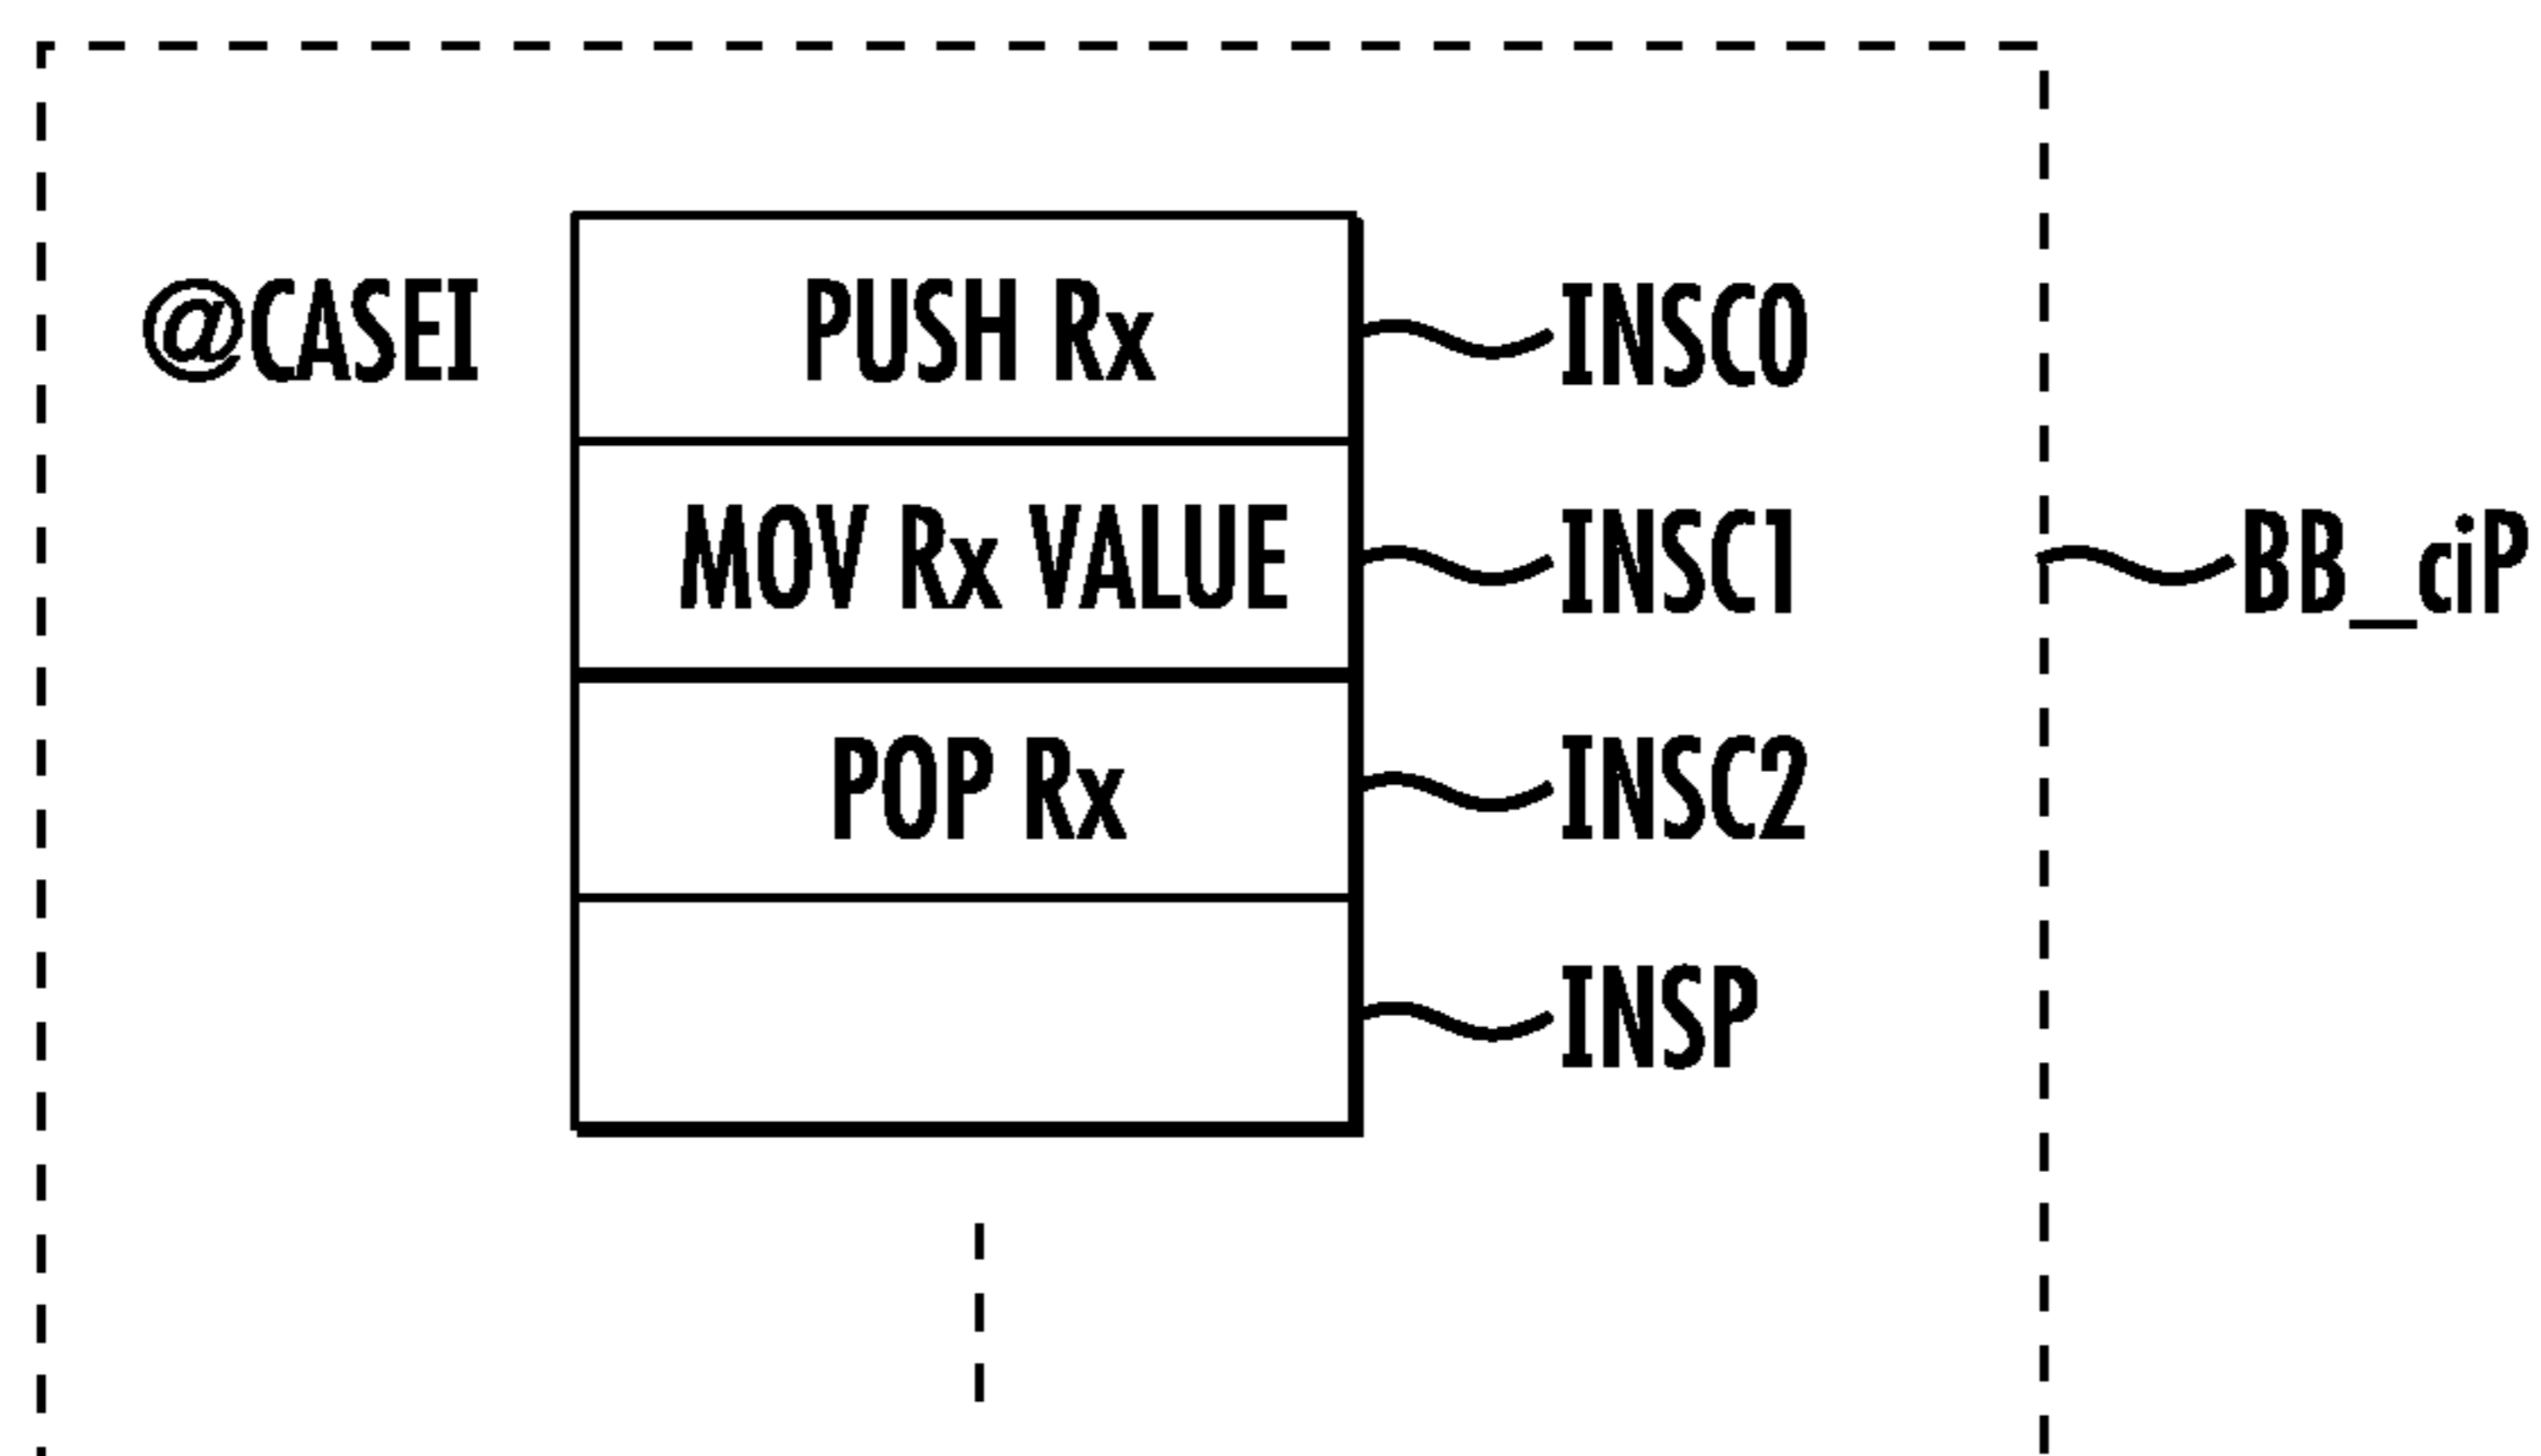 @CASEI PUSH Rx INSC0
MOV Rx VALUE INSC1 BB_ciP
POP Rx INSC2
INSP